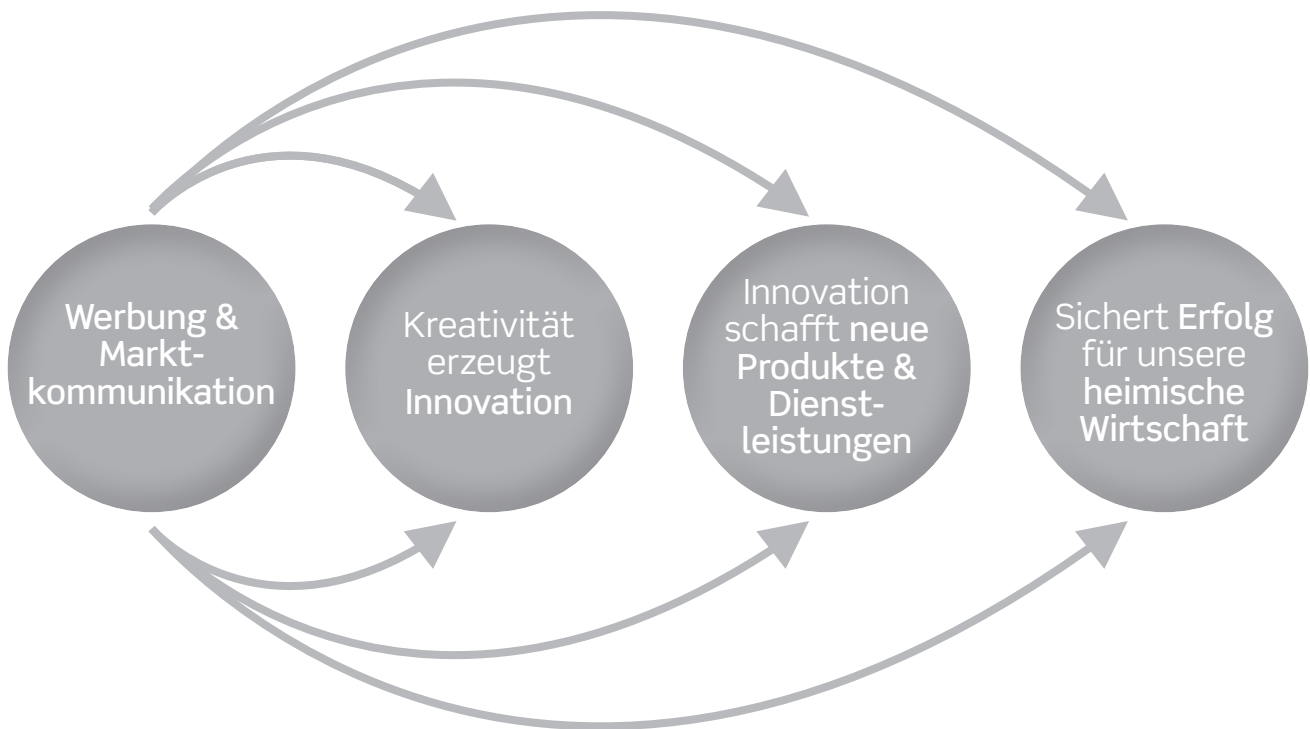 Werbung &
Markt-
kommunikation
Kreativität
erzeugt
Innovation
Innovation
schafft neue
Produkte &
Dienst-
leistungen
Sichert Erfolg
für unsere
heimische
Wirtschaft